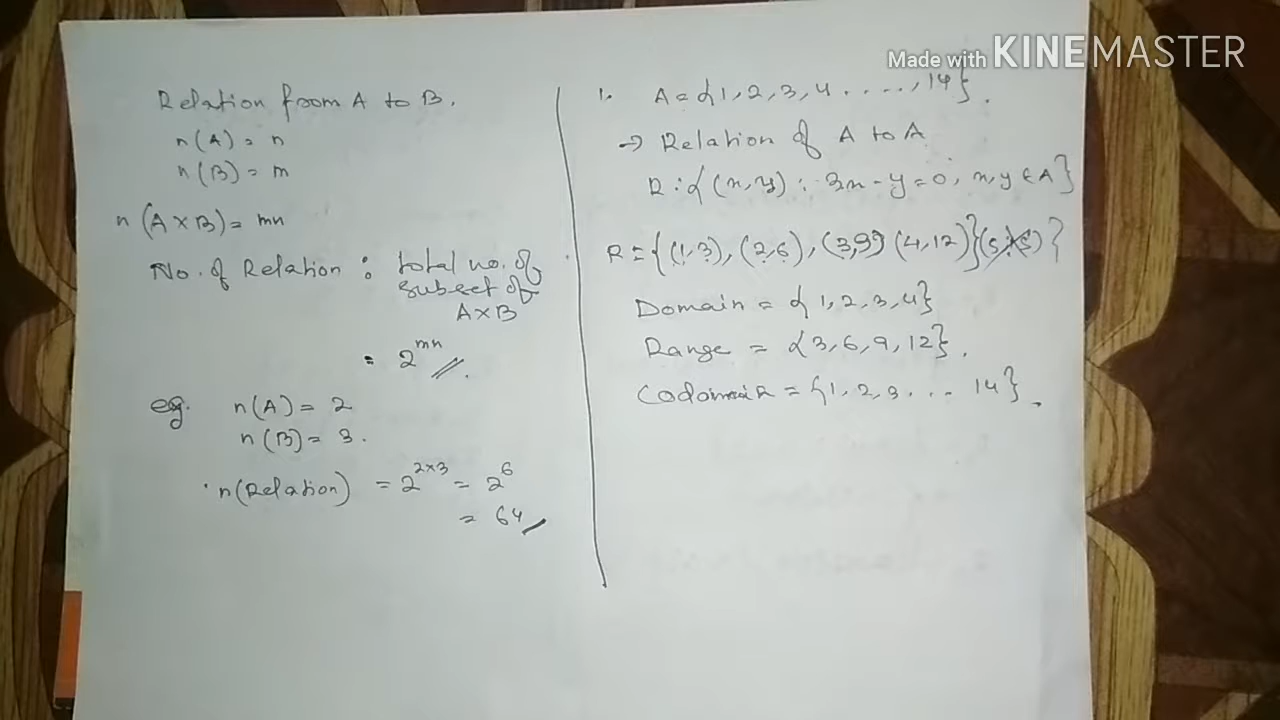 Made with KINEMASTER
Relation from A to B.
n(A) = n
n(B) = m
n(A×B) = mn
No. of Relation : total no. of
subset of
A×B
= 2^mn
eg. n(A) = 2
n(B) = 3.
n(Relation) = 2^2×3 = 2^6
= 64
1. A = {1, 2, 3, 4 ...., 14}.
→ Relation of A to A
R : {(x, y) : 3x - y = 0, x, y ∈ A}
R = {(1,3), (2,6), (3,9) (4,12)}
Domain = {1, 2, 3, 4}
Range = {3, 6, 9, 12}.
Codomain = {1, 2, 3 ... 14}.